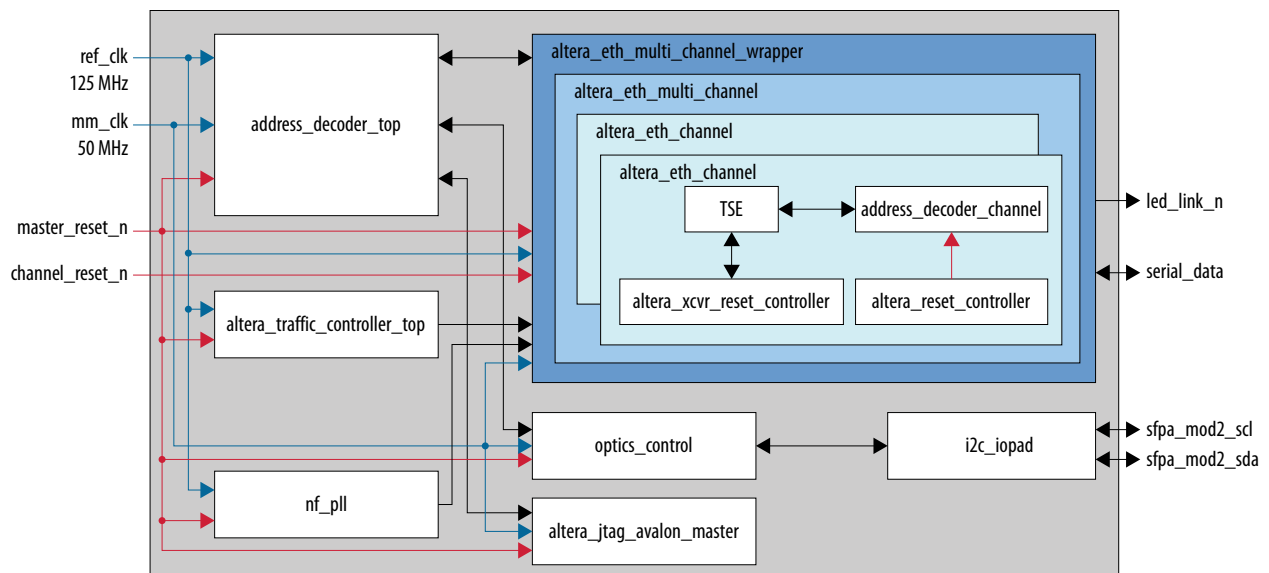 ref_clk
125 MHz
mm_clk
50 MHz
master_reset_n
channel_reset_n
address_decoder_top
altera_traffic_controller_top
nf_pll
altera_eth_multi_channel_wrapper
altera_eth_multi_channel
altera_eth_channel
altera_eth_channel
TSE
address_decoder_channel
altera_xcvr_reset_controller
altera_reset_controller
optics_control
i2c_iopad
altera_jtag_avalon_master
led_link_n
serial_data
sfpa_mod2_scl
sfpa_mod2_sda